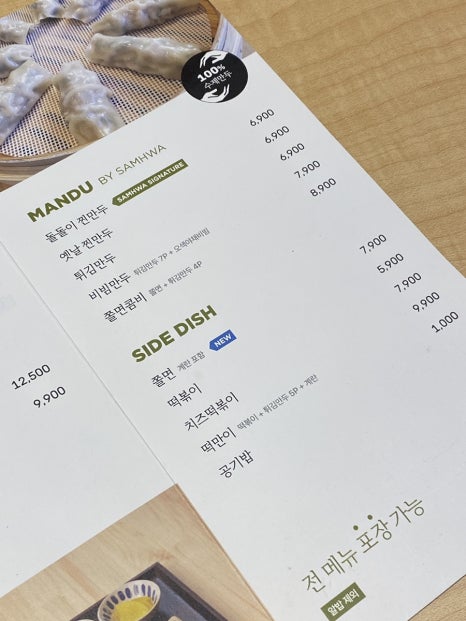 100%
수제만두
MANDU BY SAMHWA
돌돌이 찐만두 SAMHWA SIGNATURE 6,900
옛날 찐만두 6,900
튀김만두 6,900
비빔만두 튀김만두 7P + 오색야채비빔 7,900
쫄면콤비 쫄면 + 튀김만두 4P 8,900
SIDE DISH
쫄면 계란 포함 NEW 7,900
떡볶이 5,900
치즈떡볶이 7,900
떡만이 떡볶이 + 튀김만두 5P + 계란 9,900
공기밥 1,000
12,500
9,900
전 메뉴 포장 가능
알밥 제외